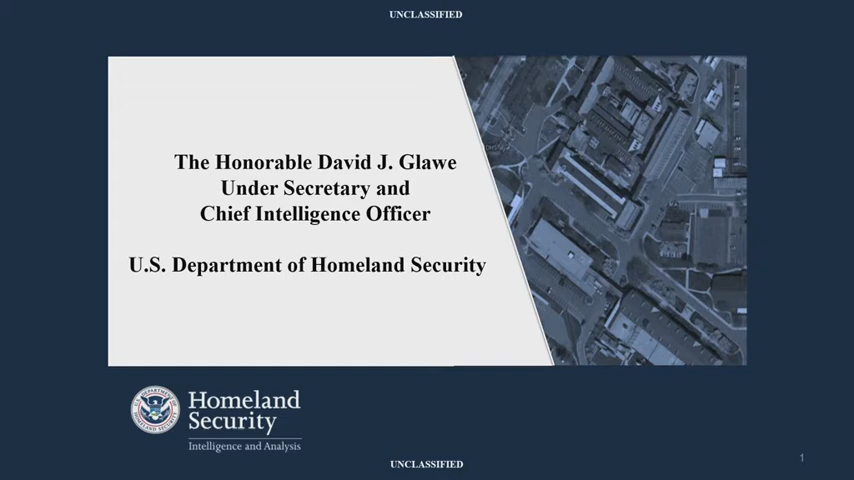 UNCLASSIFIED
The Honorable David J. Glawe
Under Secretary and
Chief Intelligence Officer
U.S. Department of Homeland Security
Homeland
Security
Intelligence and Analysis
UNCLASSIFIED
1